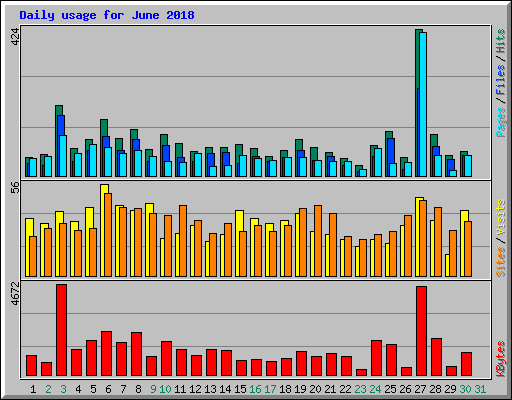 Daily usage for June 2018
424
Pages / Files / Hits
56
Sites / Visits
4672
KBytes
1 2 3 4 5 6 7 8 9 10 11 12 13 14 15 16 17 18 19 20 21 22 23 24 25 26 27 28 29 30 31